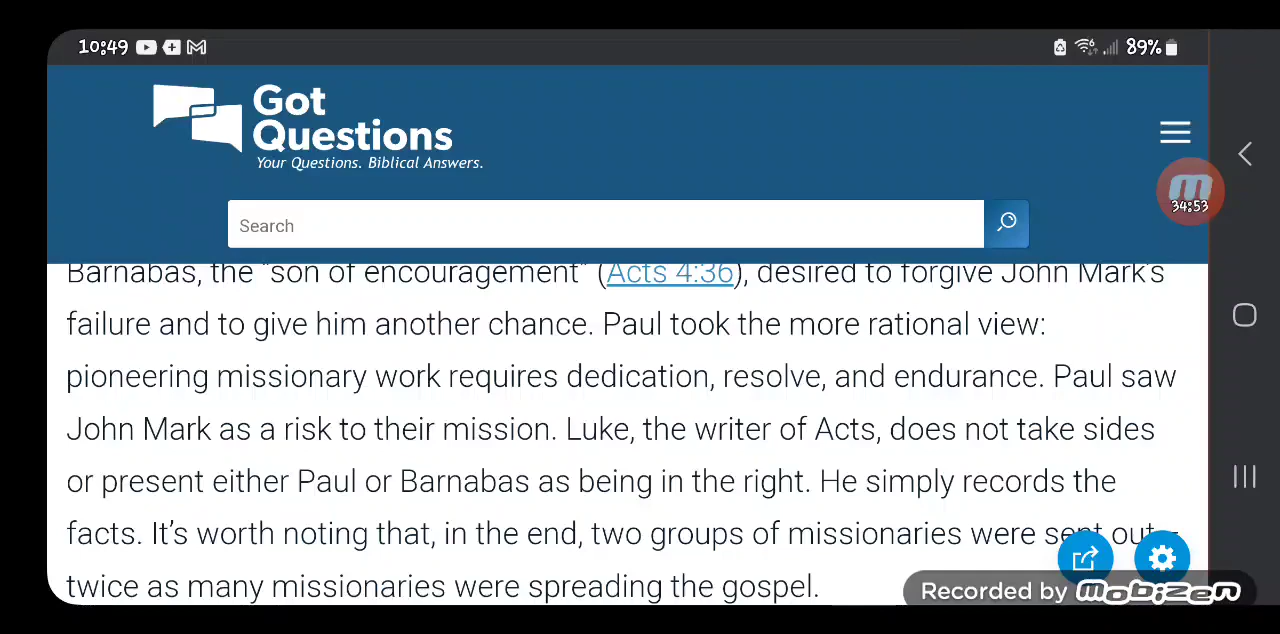 10:49
89%
Got
Questions
Your Questions. Biblical Answers.
34:53
Search
Barnabas, the "son of encouragement" (Acts 4:36), desired to forgive John Mark's
failure and to give him another chance. Paul took the more rational view:
pioneering missionary work requires dedication, resolve, and endurance. Paul saw
John Mark as a risk to their mission. Luke, the writer of Acts, does not take sides
or present either Paul or Barnabas as being in the right. He simply records the
facts. It’s worth noting that, in the end, two groups of missionaries were sent out—
twice as many missionaries were spreading the gospel.
Recorded by mobizen